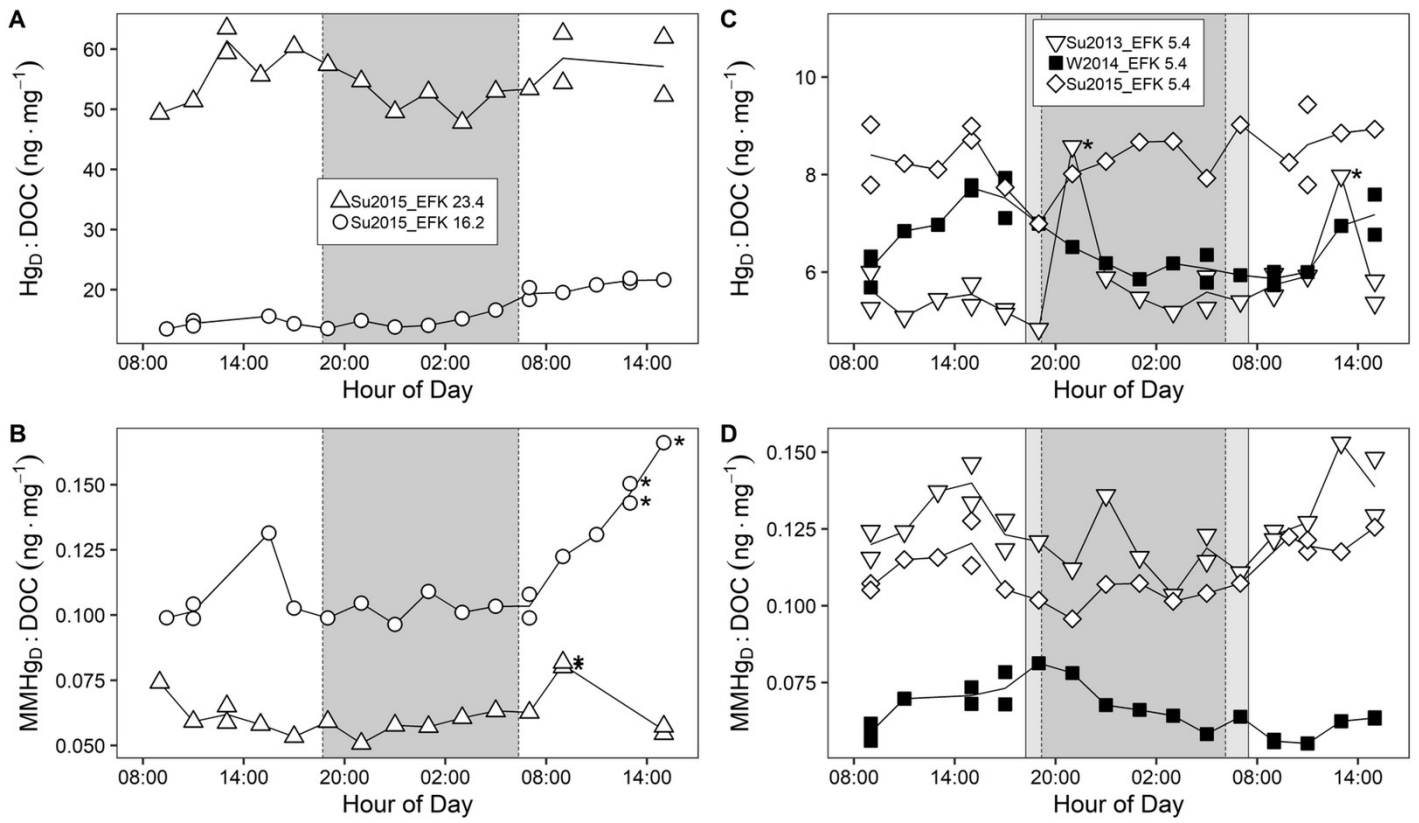 A
Hg_D : DOC (ng · mg⁻¹)
60
50
40
30
20
△Su2015_EFK 23.4
○Su2015_EFK 16.2
08:00 14:00 20:00 02:00 08:00 14:00
Hour of Day
B
MMHg_D : DOC (ng · mg⁻¹)
0.150
0.125
0.100
0.075
0.050
*
*
*
*
*
08:00 14:00 20:00 02:00 08:00 14:00
Hour of Day
C
Hg_D : DOC (ng · mg⁻¹)
10
8
6
▽Su2013_EFK 5.4
■W2014_EFK 5.4
◇Su2015_EFK 5.4
*
*
08:00 14:00 20:00 02:00 08:00 14:00
Hour of Day
D
MMHg_D : DOC (ng · mg⁻¹)
0.150
0.125
0.100
0.075
08:00 14:00 20:00 02:00 08:00 14:00
Hour of Day